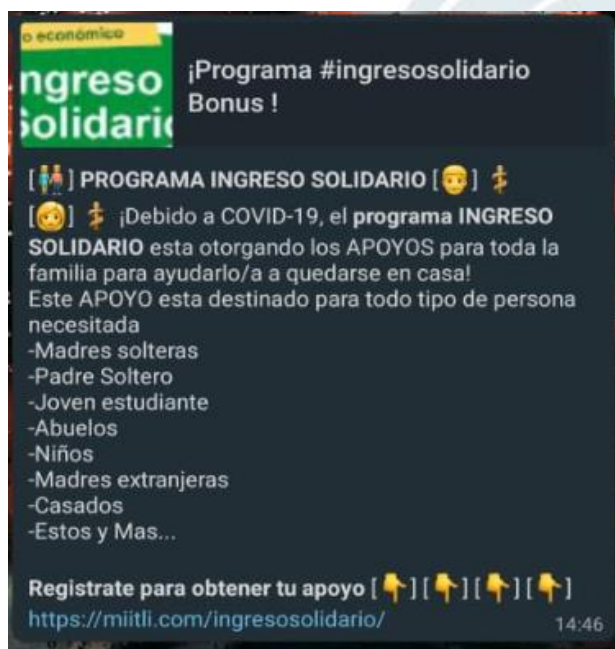 o económico
ngreso
Solidario
¡Programa #ingresosolidario
Bonus !
[👫] PROGRAMA INGRESO SOLIDARIO [👨] ⚕
[👩] ⚕ ¡Debido a COVID-19, el programa INGRESO
SOLIDARIO esta otorgando los APOYOS para toda la
familia para ayudarlo/a a quedarse en casa!
Este APOYO esta destinado para todo tipo de persona
necesitada
-Madres solteras
-Padre Soltero
-Joven estudiante
-Abuelos
-Niños
-Madres extranjeras
-Casados
-Estos y Mas...
Registrate para obtener tu apoyo [👇][👇][👇][👇]
https://miitli.com/ingresosolidario/
14:46